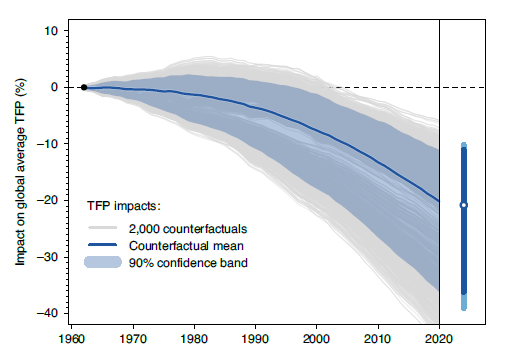 Impact on global average TFP (%)
10
0
−10
−20
−30
−40
TFP impacts:
2,000 counterfactuals
Counterfactual mean
90% confidence band
1960 1970 1980 1990 2000 2010 2020